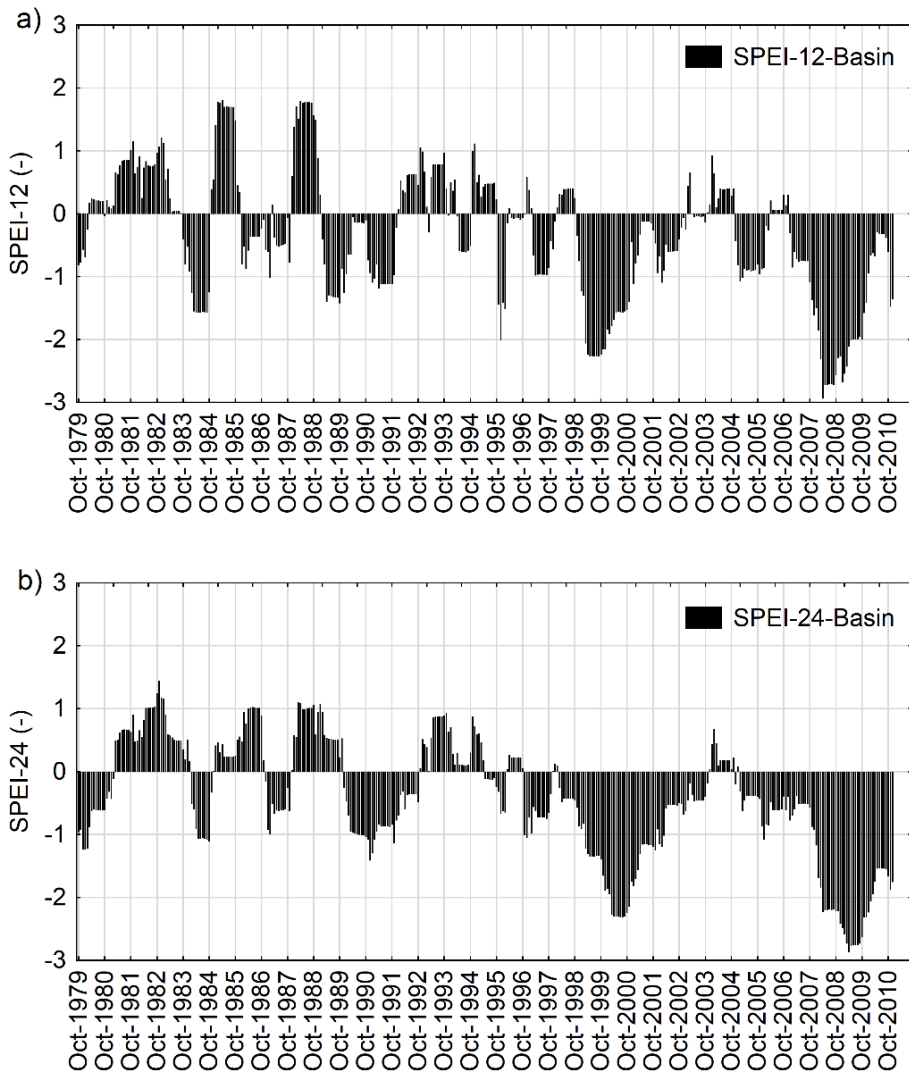 a)
SPEI-12 (-)
3
2
1
0
-1
-2
-3
SPEI-12-Basin
Oct-1979
Oct-1980
Oct-1981
Oct-1982
Oct-1983
Oct-1984
Oct-1985
Oct-1986
Oct-1987
Oct-1988
Oct-1989
Oct-1990
Oct-1991
Oct-1992
Oct-1993
Oct-1994
Oct-1995
Oct-1996
Oct-1997
Oct-1998
Oct-1999
Oct-2000
Oct-2001
Oct-2002
Oct-2003
Oct-2004
Oct-2005
Oct-2006
Oct-2007
Oct-2008
Oct-2009
Oct-2010
b)
SPEI-24 (-)
3
2
1
0
-1
-2
-3
SPEI-24-Basin
Oct-1979
Oct-1980
Oct-1981
Oct-1982
Oct-1983
Oct-1984
Oct-1985
Oct-1986
Oct-1987
Oct-1988
Oct-1989
Oct-1990
Oct-1991
Oct-1992
Oct-1993
Oct-1994
Oct-1995
Oct-1996
Oct-1997
Oct-1998
Oct-1999
Oct-2000
Oct-2001
Oct-2002
Oct-2003
Oct-2004
Oct-2005
Oct-2006
Oct-2007
Oct-2008
Oct-2009
Oct-2010